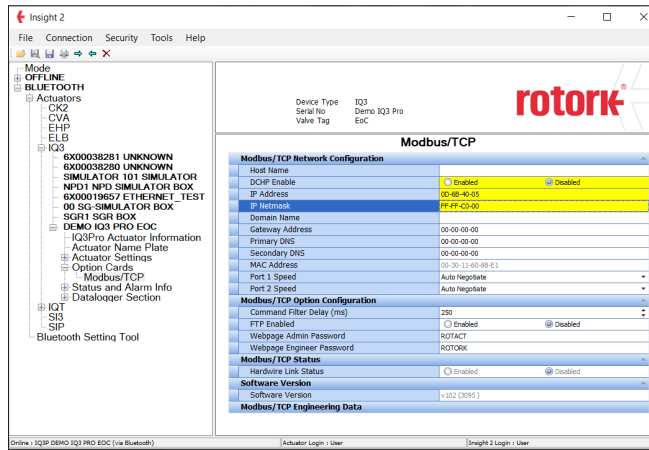 Insight 2
File Connection Security Tools Help
Mode
OFFLINE
BLUETOOTH
Actuators
CK2
CVA
EHP
ELB
IQ3
6X00038281 UNKNOWN
6X00038280 UNKNOWN
SIMULATOR 101 SIMULATOR
NPD1 NPD SIMULATOR BOX
6X00019657 ETHERNET_TEST
00 SG-SIMULATOR BOX
SGR1 SGR BOX
DEMO IQ3 PRO EOC
IQ3Pro Actuator Information
Actuator Name Plate
Actuator Settings
Option Cards
Modbus/TCP
Status and Alarm Info
Datalogger Section
IQT
SI3
SIP
Bluetooth Setting Tool
Device Type IQ3
Serial No Demo IQ3 Pro
Valve Tag EoC
rotork®
Modbus/TCP
Modbus/TCP Network Configuration
Host Name
DCHP Enable Enabled Disabled
IP Address 0D-68-40-05
IP Netmask FF-FF-C0-00
Domain Name
Gateway Address 00-00-00-00
Primary DNS 00-00-00-00
Secondary DNS 00-00-00-00
MAC Address 00-30-11-60-88-E1
Port 1 Speed Auto Negotiate
Port 2 Speed Auto Negotiate
Modbus/TCP Option Configuration
Command Filter Delay (ms) 250
FTP Enabled Enabled Disabled
Webpage Admin Password ROTACT
Webpage Engineer Password ROTORK
Modbus/TCP Status
Hardwire Link Status Enabled Disabled
Software Version
Software Version v102 (3095 )
Modbus/TCP Engineering Data
Online : IQ3P DEMO IQ3 PRO EOC (via Bluetooth) Actuator Login : User Insight 2 Login : User